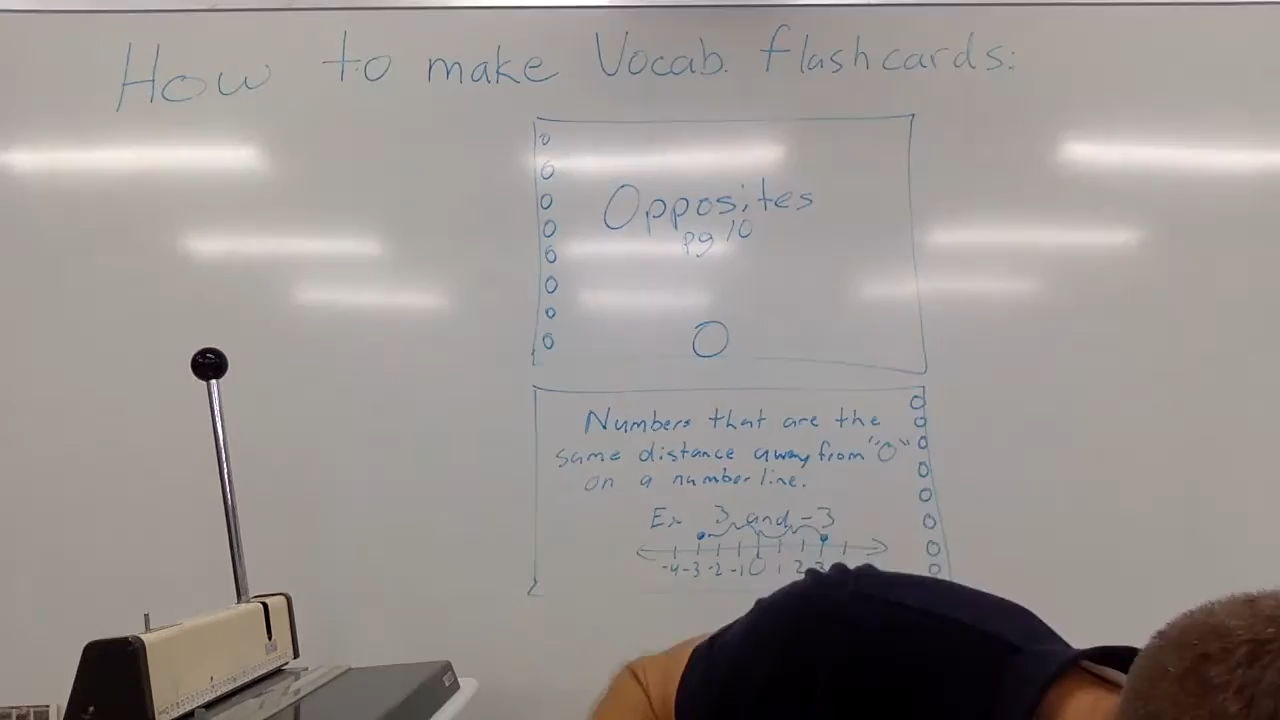 How to make Vocab. flashcards:
Opposites
pg 10
O
Numbers that are the
same distance away from "0"
on a number line.
Ex 3 and -3
-4 -3 -2 -1 0 1 2 3